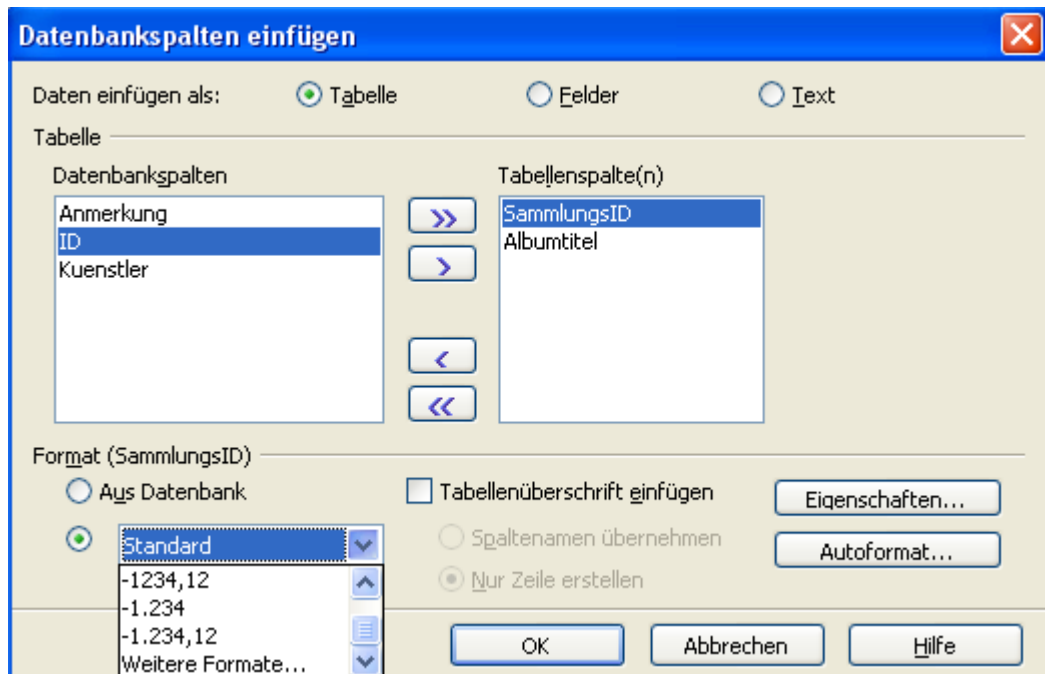 Datenbankspalten einfügen
Daten einfügen als: Tabelle Felder Text
Tabelle
Datenbankspalten Tabellenspalte(n)
Anmerkung
ID
Kuenstler
>>
>
<
<<
SammlungsID
Albumtitel
Format (SammlungsID)
Aus Datenbank
Standard
-1234,12
-1.234
-1.234,12
Weitere Formate...
Tabellenüberschrift einfügen
Spaltenamen übernehmen
Nur Zeile erstellen
Eigenschaften...
Autoformat...
OK Abbrechen Hilfe